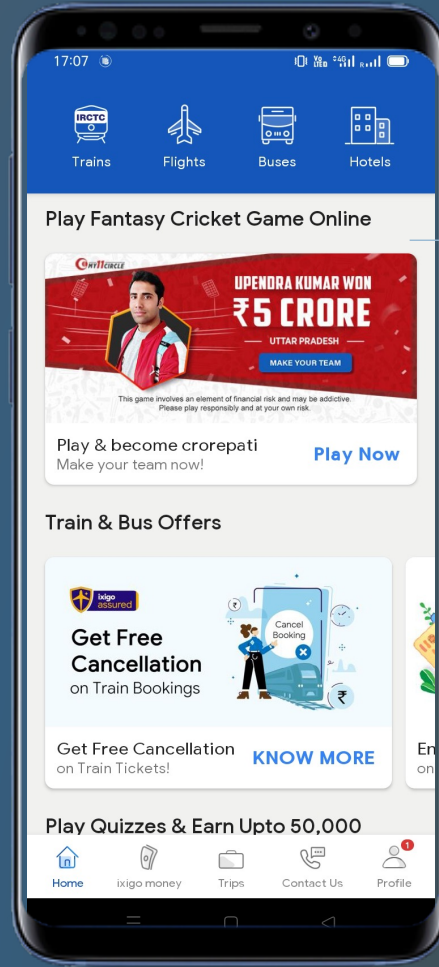 17:07
Yo LTE D 4G R
IRCTC
Trains
Flights
Buses
Hotels
Play Fantasy Cricket Game Online
MY11CIRCLE
UPENDRA KUMAR WON
₹5 CRORE
UTTAR PRADESH
MAKE YOUR TEAM
This game involves an element of financial risk and may be addictive.
Please play responsibly and at your own risk.
Play & become crorepati
Make your team now!
Play Now
Train & Bus Offers
ixigo
assured
Get Free
Cancellation
on Train Bookings
₹
Cancel
Booking
₹
Get Free Cancellation
on Train Tickets!
KNOW MORE
En
on
Play Quizzes & Earn Upto 50,000
Home
ixigo money
Trips
Contact Us
1
Profile